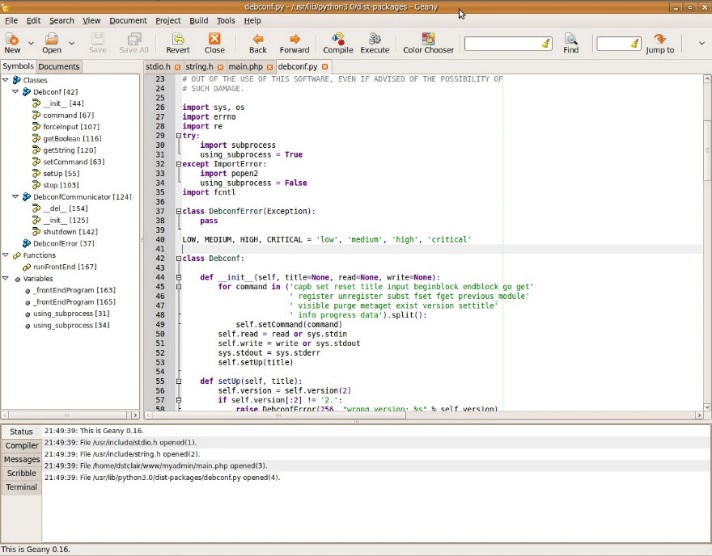 debconf.py - /usr/lib/python3.0/dist-packages - Geany
File Edit Search View Document Project Build Tools Help
New Open Save Save All Revert Close Back Forward Compile Execute Color Chooser Find Jump to
Symbols Documents
stdio.h string.h main.php debconf.py
Classes
Debconf [42]
__init__ [44]
command [67]
forceInput [107]
getBoolean [116]
getString [120]
setCommand [63]
setUp [55]
stop [103]
DebconfCommunicator [124]
__del__ [154]
__init__ [125]
shutdown [142]
DebconfError [37]
Functions
runFrontEnd [167]
Variables
_frontEndProgram [163]
_frontEndProgram [165]
using_subprocess [31]
using_subprocess [34]
23 # OUT OF THE USE OF THIS SOFTWARE, EVEN IF ADVISED OF THE POSSIBILITY OF
24 # SUCH DAMAGE.
25
26 import sys, os
27 import errno
28 import re
29 try:
30 import subprocess
31 using_subprocess = True
32 except ImportError:
33 import popen2
34 using_subprocess = False
35 import fcntl
36
37 class DebconfError(Exception):
38 pass
39
40 LOW, MEDIUM, HIGH, CRITICAL = 'low', 'medium', 'high', 'critical'
41
42 class Debconf:
43
44 def __init__(self, title=None, read=None, write=None):
45 for command in ('capb set reset title input beginblock endblock go get'
46 ' register unregister subst fset fget previous_module'
47 ' visible purge metaget exist version settitle'
48 ' info progress data').split():
49 self.setCommand(command)
50 self.read = read or sys.stdin
51 self.write = write or sys.stdout
52 sys.stdout = sys.stderr
53 self.setUp(title)
54
55 def setUp(self, title):
56 self.version = self.version(2)
57 if self.version[:2] != '2.':
58 raise DebconfError(256, "wrong version: %s" % self.version)
Status
Compiler
Messages
Scribble
Terminal
21:49:39: This is Geany 0.16.
21:49:39: File /usr/include/stdio.h opened(1).
21:49:39: File /usr/include/string.h opened(2).
21:49:39: File /home/dstclair/www/myadmin/main.php opened(3).
21:49:39: File /usr/lib/python3.0/dist-packages/debconf.py opened(4).
This is Geany 0.16.